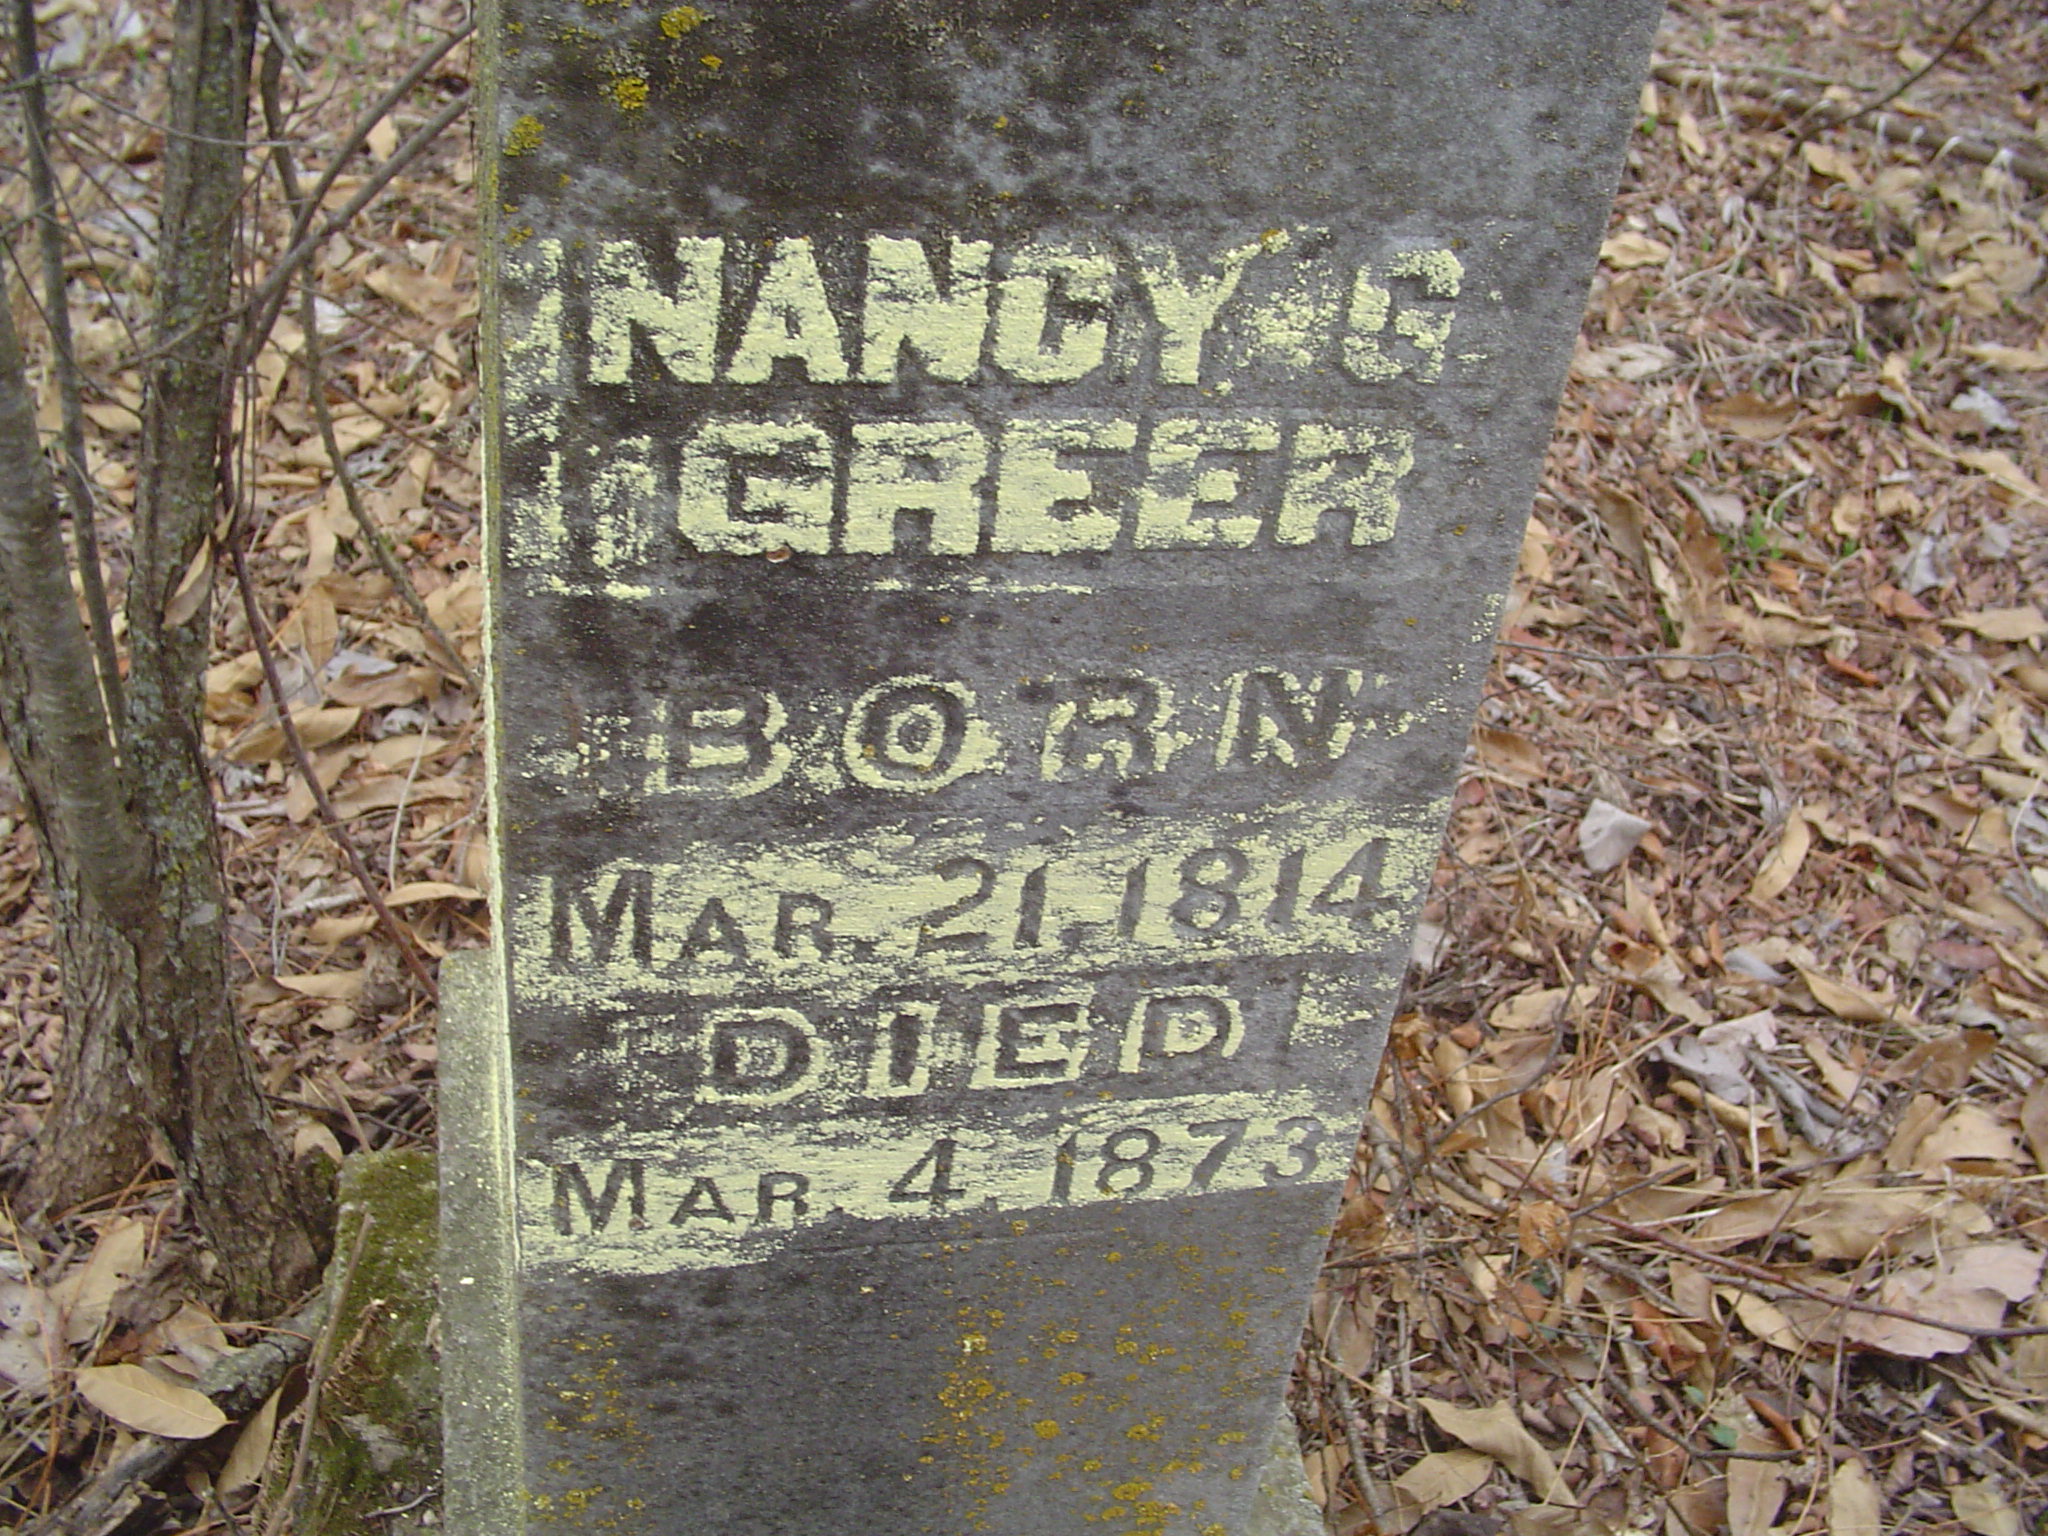 NANCY G
GREER
BORN
MAR. 21, 1814
DIED
MAR. 4, 1873